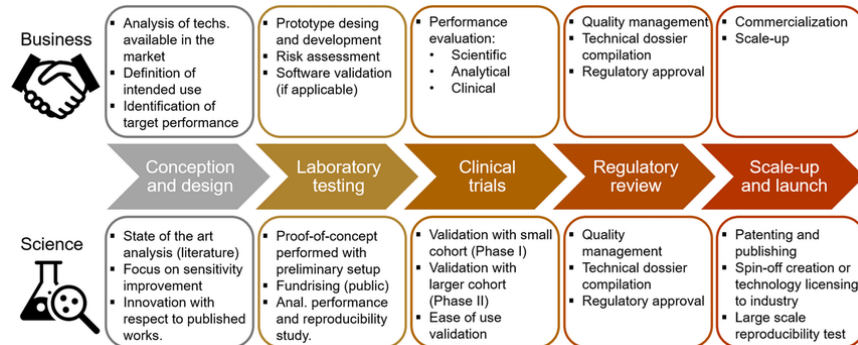 Business
Analysis of techs.
available in the
market
Definition of
intended use
Identification of
target performance
Prototype desing
and development
Risk assessment
Software validation
(if applicable)
Performance
evaluation:
Scientific
Analytical
Clinical
Quality management
Technical dossier
compilation
Regulatory approval
Commercialization
Scale-up
Conception
and design
Laboratory
testing
Clinical
trials
Regulatory
review
Scale-up
and launch
Science
State of the art
analysis (literature)
Focus on sensitivity
improvement
Innovation with
respect to published
works.
Proof-of-concept
performed with
preliminary setup
Fundrising (public)
Anal. performance
and reproducibility
study.
Validation with small
cohort (Phase I)
Validation with
larger cohort
(Phase II)
Ease of use
validation
Quality
management
Technical dossier
compilation
Regulatory approval
Patenting and
publishing
Spin-off creation or
technology licensing
to industry
Large scale
reproducibility test